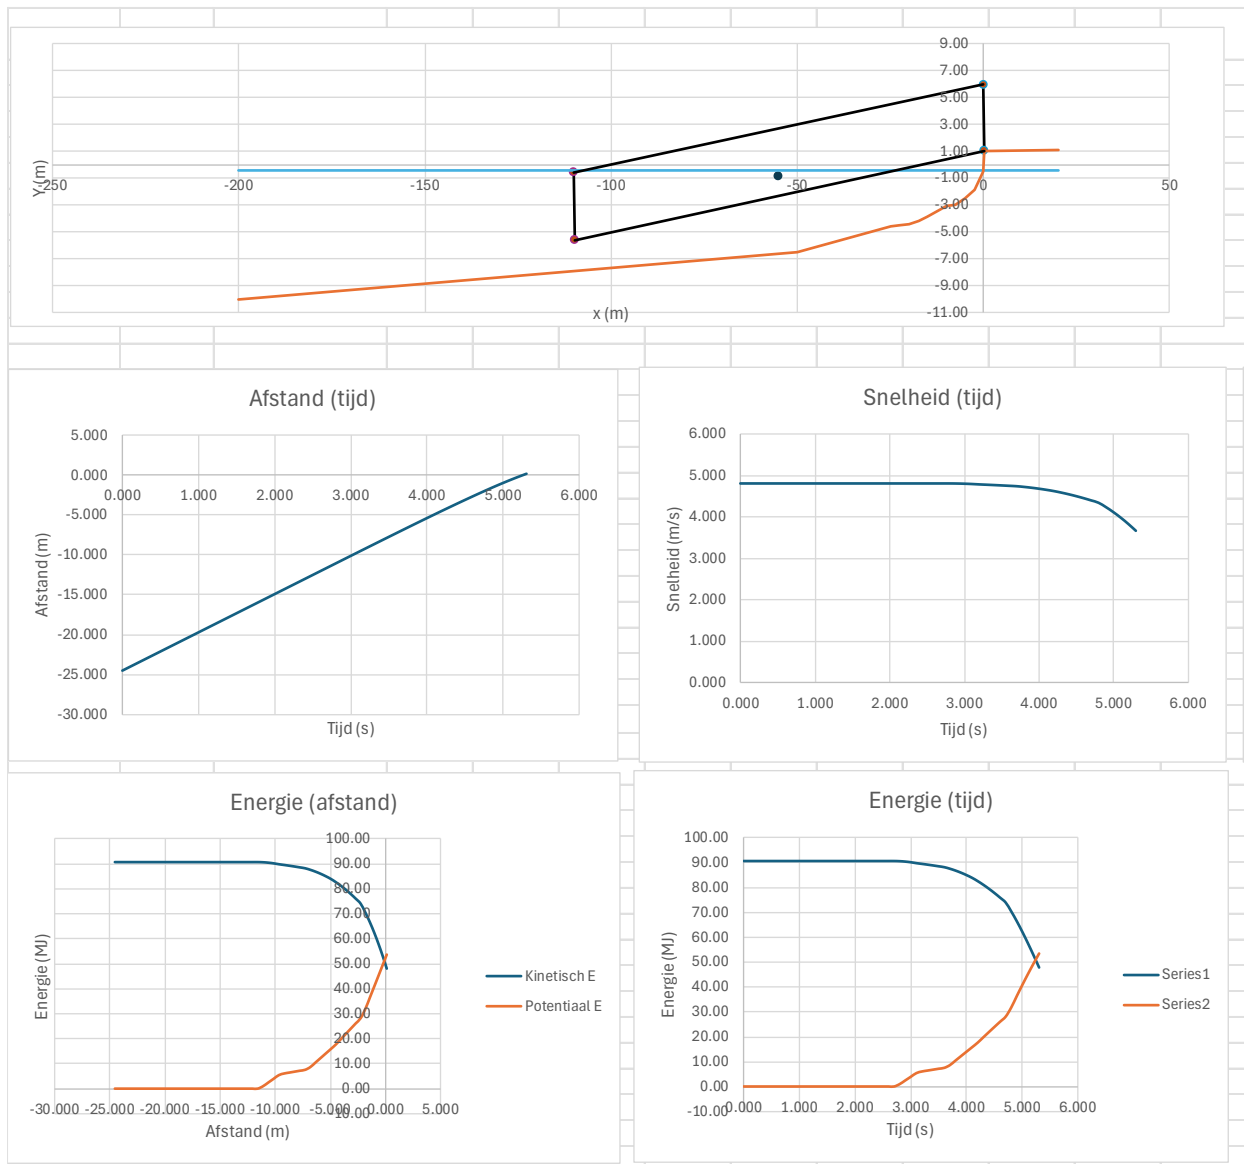 9.00
7.00
5.00
3.00
1.00
-1.00
-3.00
-5.00
-7.00
-9.00
-11.00
-250 -200 -150 -100 -50 0 50
Y (m)
x (m)
Afstand (tijd)
5.000
0.000
-5.000
-10.000
-15.000
-20.000
-25.000
-30.000
0.000 1.000 2.000 3.000 4.000 5.000 6.000
Afstand (m)
Tijd (s)
Snelheid (tijd)
6.000
5.000
4.000
3.000
2.000
1.000
0.000
0.000 1.000 2.000 3.000 4.000 5.000 6.000
Snelheid (m/s)
Tijd (s)
Energie (afstand)
100.00
90.00
80.00
70.00
60.00
50.00
40.00
30.00
20.00
10.00
0.00
-10.00
-30.000 -25.000 -20.000 -15.000 -10.000 -5.000 0.000 5.000
Energie (MJ)
Afstand (m)
Kinetisch E
Potentiaal E
Energie (tijd)
100.00
90.00
80.00
70.00
60.00
50.00
40.00
30.00
20.00
10.00
0.00
-10.00
0.000 1.000 2.000 3.000 4.000 5.000 6.000
Energie (MJ)
Tijd (s)
Series1
Series2